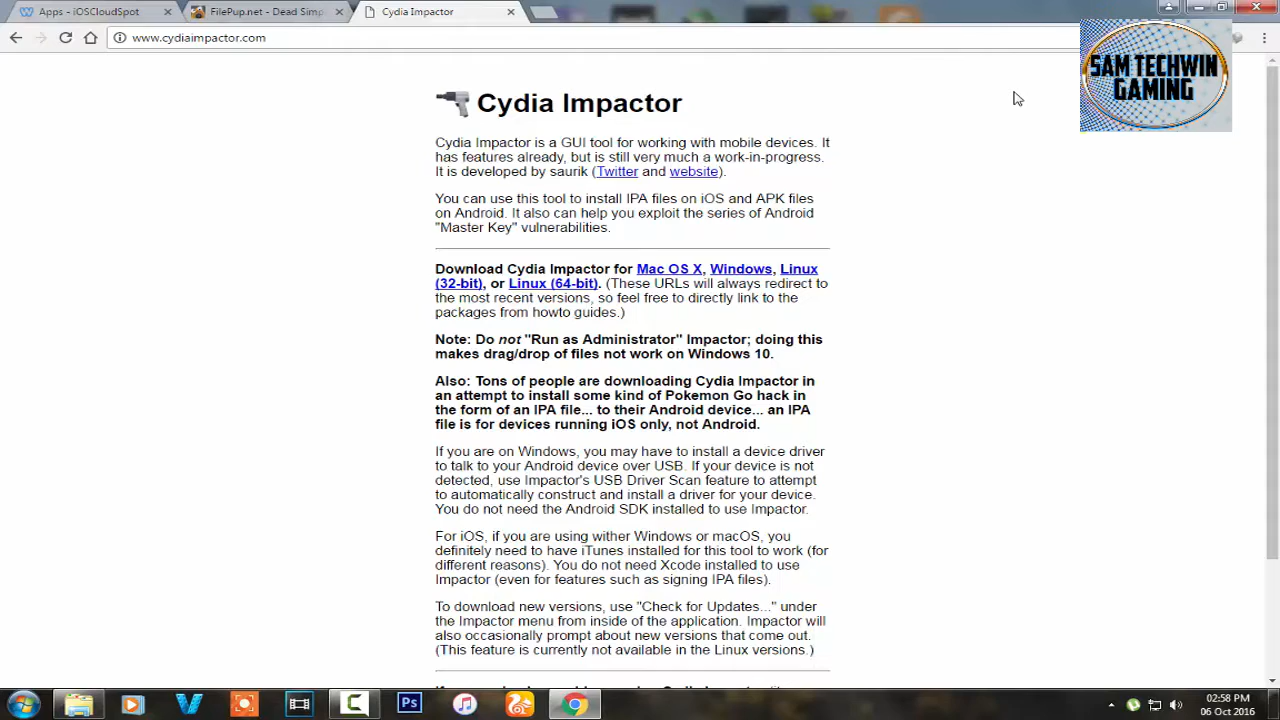 Apps - iOSCloudSpot
FilePup.net - Dead Simp
Cydia Impactor
www.cydiaimpactor.com
SAM TECHWIN
GAMING
Cydia Impactor
Cydia Impactor is a GUI tool for working with mobile devices. It
has features already, but is still very much a work-in-progress.
It is developed by saurik (Twitter and website).
You can use this tool to install IPA files on iOS and APK files
on Android. It also can help you exploit the series of Android
"Master Key" vulnerabilities.
Download Cydia Impactor for Mac OS X, Windows, Linux
(32-bit), or Linux (64-bit). (These URLs will always redirect to
the most recent versions, so feel free to directly link to the
packages from howto guides.)
Note: Do not "Run as Administrator" Impactor; doing this
makes drag/drop of files not work on Windows 10.
Also: Tons of people are downloading Cydia Impactor in
an attempt to install some kind of Pokemon Go hack in
the form of an IPA file... to their Android device... an IPA
file is for devices running iOS only, not Android.
If you are on Windows, you may have to install a device driver
to talk to your Android device over USB. If your device is not
detected, use Impactor's USB Driver Scan feature to attempt
to automatically construct and install a driver for your device.
You do not need the Android SDK installed to use Impactor.
For iOS, if you are using wither Windows or macOS, you
definitely need to have iTunes installed for this tool to work (for
different reasons). You do not need Xcode installed to use
Impactor (even for features such as signing IPA files).
To download new versions, use "Check for Updates..." under
the Impactor menu from inside of the application. Impactor will
also occasionally prompt about new versions that come out.
(This feature is currently not available in the Linux versions.)
Ps
02:58 PM
06 Oct 2016